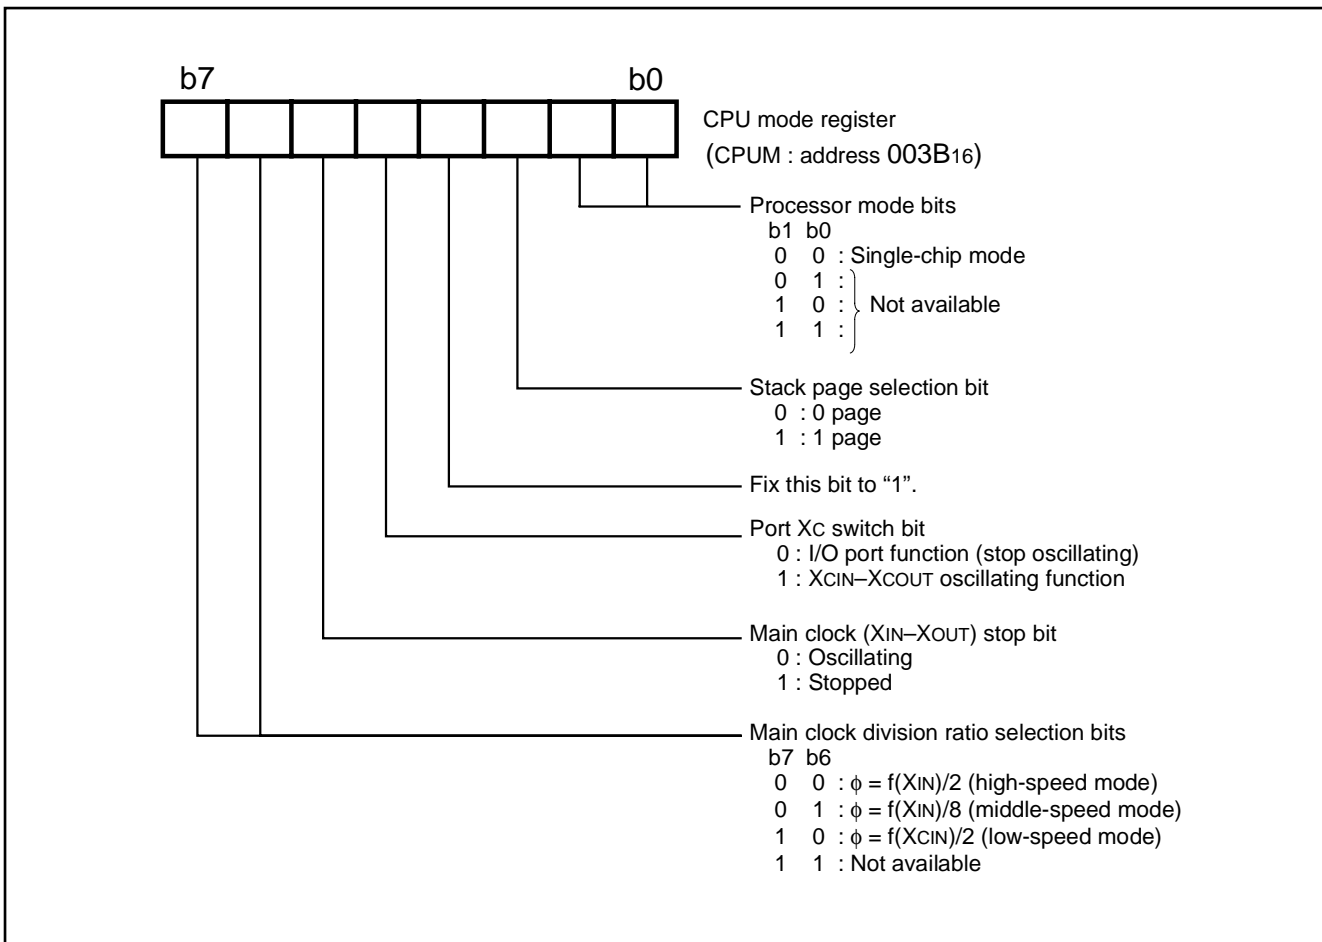 b7 b0
CPU mode register
(CPUM : address 003B16)
Processor mode bits
b1 b0
0 0 : Single-chip mode
0 1 :
1 0 : Not available
1 1 :
Stack page selection bit
0 : 0 page
1 : 1 page
Fix this bit to “1”.
Port XC switch bit
0 : I/O port function (stop oscillating)
1 : XCIN–XCOUT oscillating function
Main clock (XIN–XOUT) stop bit
0 : Oscillating
1 : Stopped
Main clock division ratio selection bits
b7 b6
0 0 : ϕ = f(XIN)/2 (high-speed mode)
0 1 : ϕ = f(XIN)/8 (middle-speed mode)
1 0 : ϕ = f(XCIN)/2 (low-speed mode)
1 1 : Not available